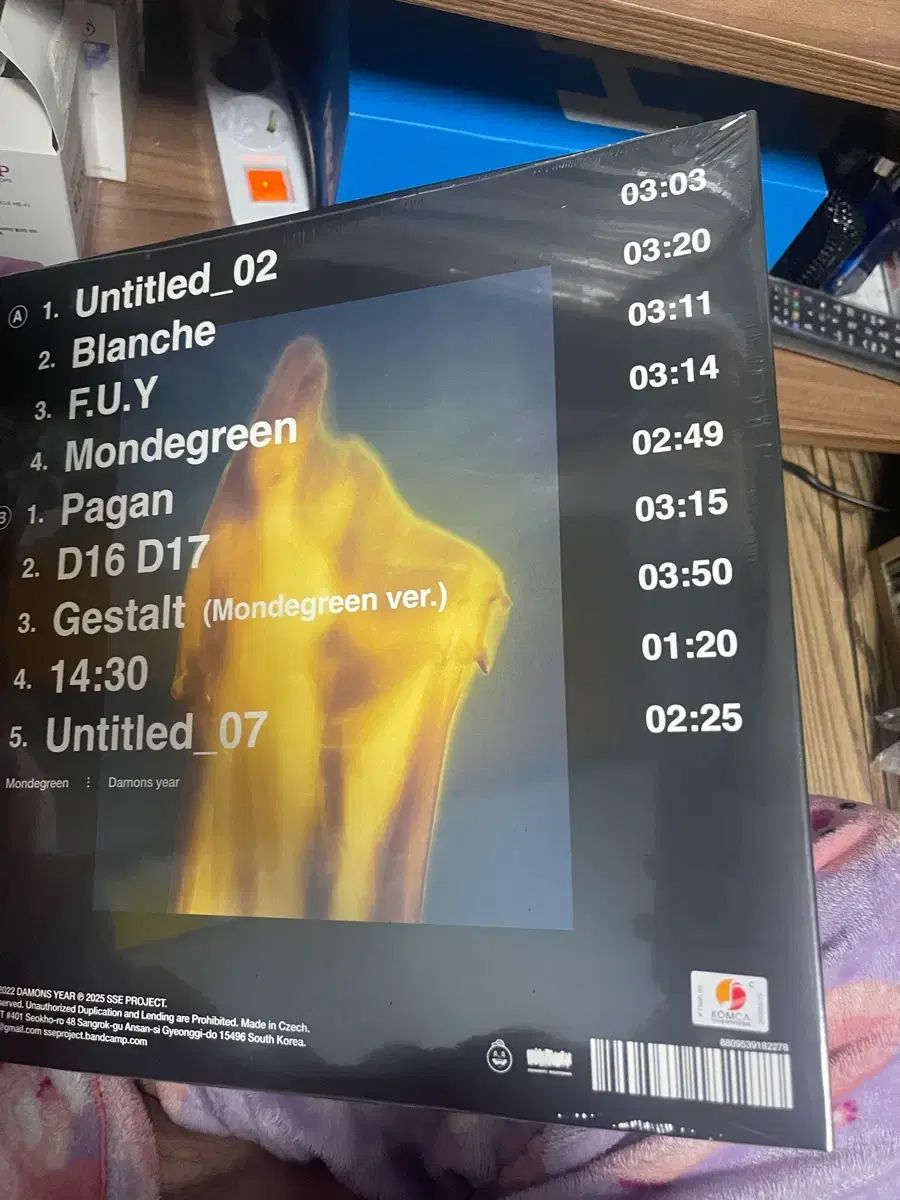 Ⓐ 1. Untitled_02 03:03
2. Blanche 03:20
3. F.U.Y 03:11
4. Mondegreen 03:14
Ⓑ 1. Pagan 02:49
2. D16 D17 03:15
3. Gestalt (Mondegreen ver.) 03:50
4. 14:30 01:20
5. Untitled_07 02:25
Mondegreen ⋮ Damons year
2022 DAMONS YEAR ℗ 2025 SSE PROJECT.
served. Unauthorized Duplication and Lending are Prohibited. Made in Czech.
T #401 Seokho-ro 48 Sangrok-gu Ansan-si Gyeonggi-do 15496 South Korea.
@gmail.com sseproject.bandcamp.com
KOMCA
8809539182278